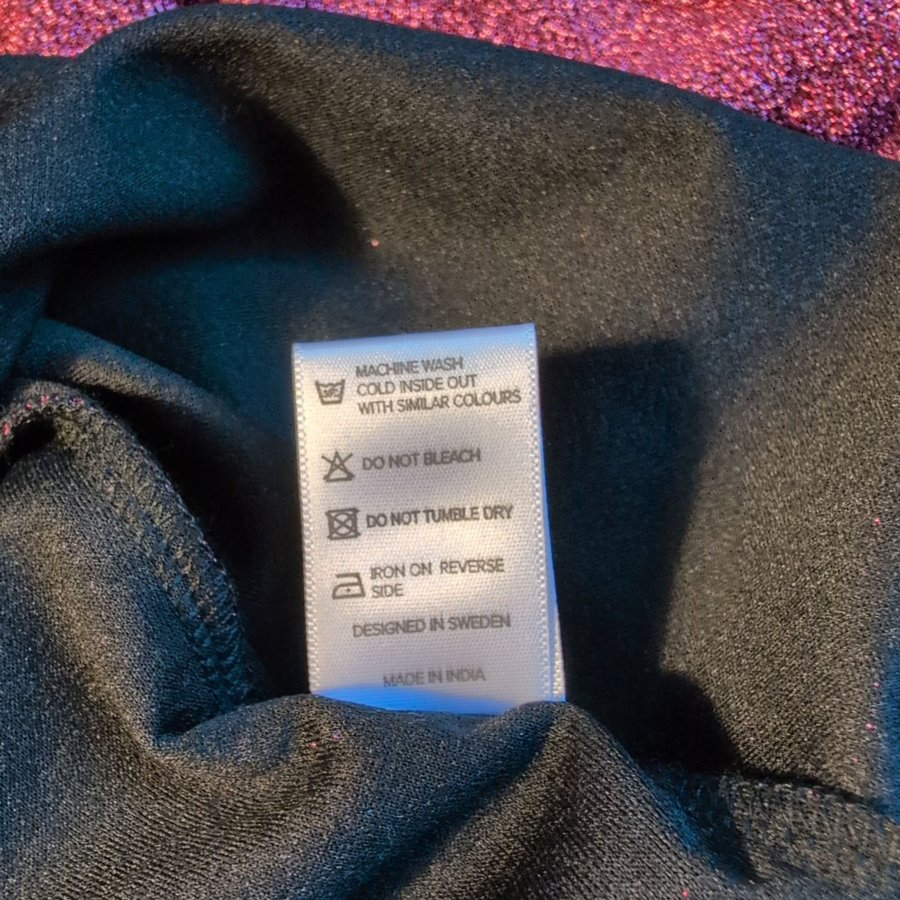 MACHINE WASH
COLD INSIDE OUT
WITH SIMILAR COLOURS
DO NOT BLEACH
DO NOT TUMBLE DRY
IRON ON REVERSE
SIDE
DESIGNED IN SWEDEN
MADE IN INDIA